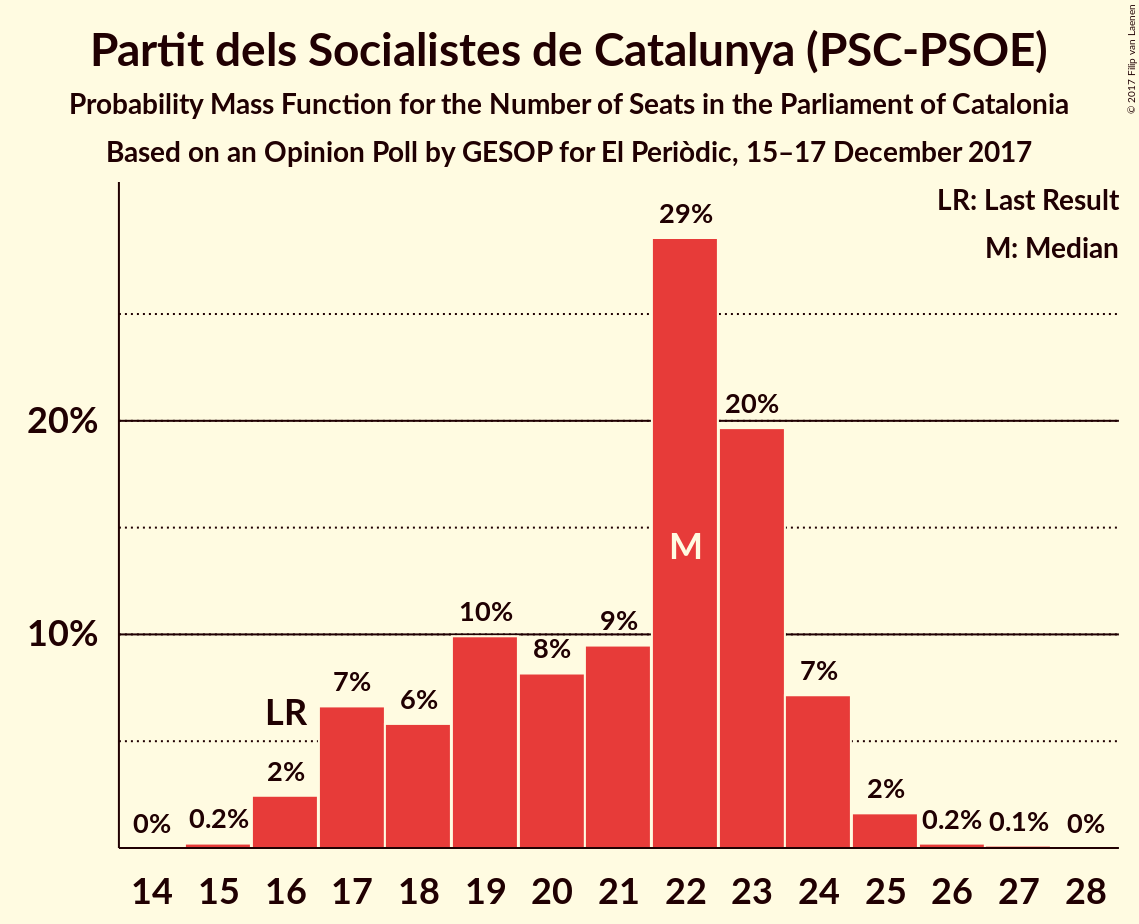 Partit dels Socialistes de Catalunya (PSC-PSOE)
Probability Mass Function for the Number of Seats in the Parliament of Catalonia
Based on an Opinion Poll by GESOP for El Periòdic, 15–17 December 2017
© 2017 Filip van Laenen
LR: Last Result
M: Median
29%
20%
20%
M
10%
10%
9%
8%
7%
7%
6%
LR
2%
2%
0%
0.2%
0.2%
0.1%
0%
14 15 16 17 18 19 20 21 22 23 24 25 26 27 28